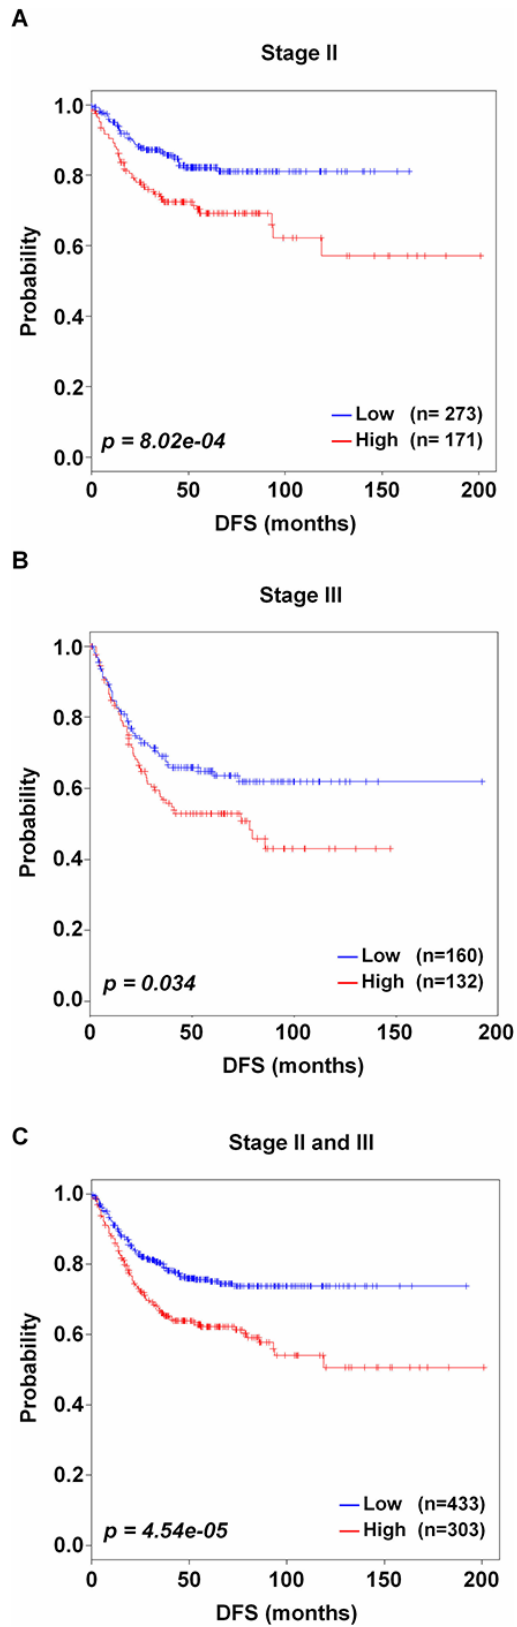 A
Stage II
1.0
0.8
0.6
0.4
0.2
0.0
Probability
Low (n= 273)
High (n= 171)
p = 8.02e-04
0 50 100 150 200
DFS (months)
B
Stage III
1.0
0.8
0.6
0.4
0.2
0.0
Probability
Low (n=160)
High (n=132)
p = 0.034
0 50 100 150 200
DFS (months)
C
Stage II and III
1.0
0.8
0.6
0.4
0.2
0.0
Probability
Low (n=433)
High (n=303)
p = 4.54e-05
0 50 100 150 200
DFS (months)